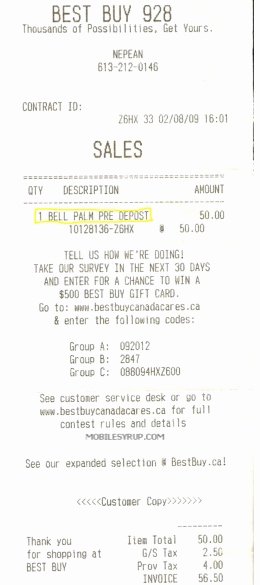 BEST BUY 928
Thousands of Possibilities, Get Yours.
NEPEAN
613-212-0146
CONTRACT ID:
Z6HX 33 02/08/09 16:01
SALES
QTY DESCRIPTION AMOUNT
1 BELL PALM PRE DEPOST 50.00
10128136-Z6HX @ 50.00
TELL US HOW WE'RE DOING!
TAKE OUR SURVEY IN THE NEXT 30 DAYS
AND ENTER FOR A CHANCE TO WIN A
$500 BEST BUY GIFT CARD.
Go to: www.bestbuycanadacares.ca
& enter the following codes:
Group A: 092012
Group B: 2847
Group C: 088094HXZ600
See customer service desk or go to
www.bestbuycanadacares.ca for full
contest rules and details
MOBILESYRUP.COM
See our expanded selection @ BestBuy.ca!
<<<<<Customer Copy>>>>>>>
Thank you Item Total 50.00
for shopping at G/S Tax 2.50
BEST BUY Prov Tax 4.00
INVOICE 56.50